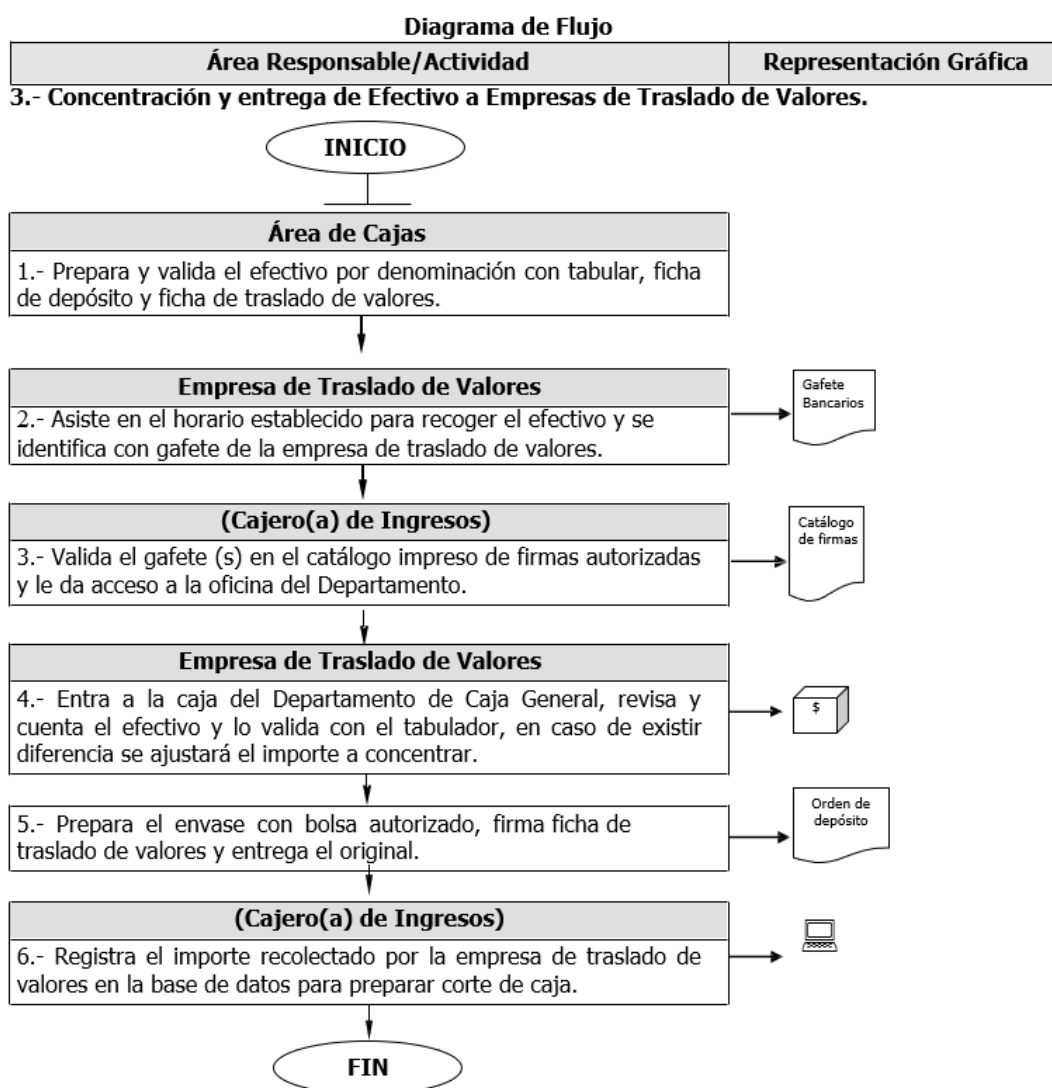 Diagrama de Flujo
Área Responsable/Actividad
Representación Gráfica
3.- Concentración y entrega de Efectivo a Empresas de Traslado de Valores.
INICIO
Área de Cajas
1.- Prepara y valida el efectivo por denominación con tabular, ficha
de depósito y ficha de traslado de valores.
Empresa de Traslado de Valores
2.- Asiste en el horario establecido para recoger el efectivo y se
identifica con gafete de la empresa de traslado de valores.
Gafete
Bancarios
(Cajero(a) de Ingresos)
3.- Valida el gafete (s) en el catálogo impreso de firmas autorizadas
y le da acceso a la oficina del Departamento.
Catálogo
de firmas
Empresa de Traslado de Valores
4.- Entra a la caja del Departamento de Caja General, revisa y
cuenta el efectivo y lo valida con el tabulador, en caso de existir
diferencia se ajustará el importe a concentrar.
$
5.- Prepara el envase con bolsa autorizado, firma ficha de
traslado de valores y entrega el original.
Orden de
depósito
(Cajero(a) de Ingresos)
6.- Registra el importe recolectado por la empresa de traslado de
valores en la base de datos para preparar corte de caja.
FIN